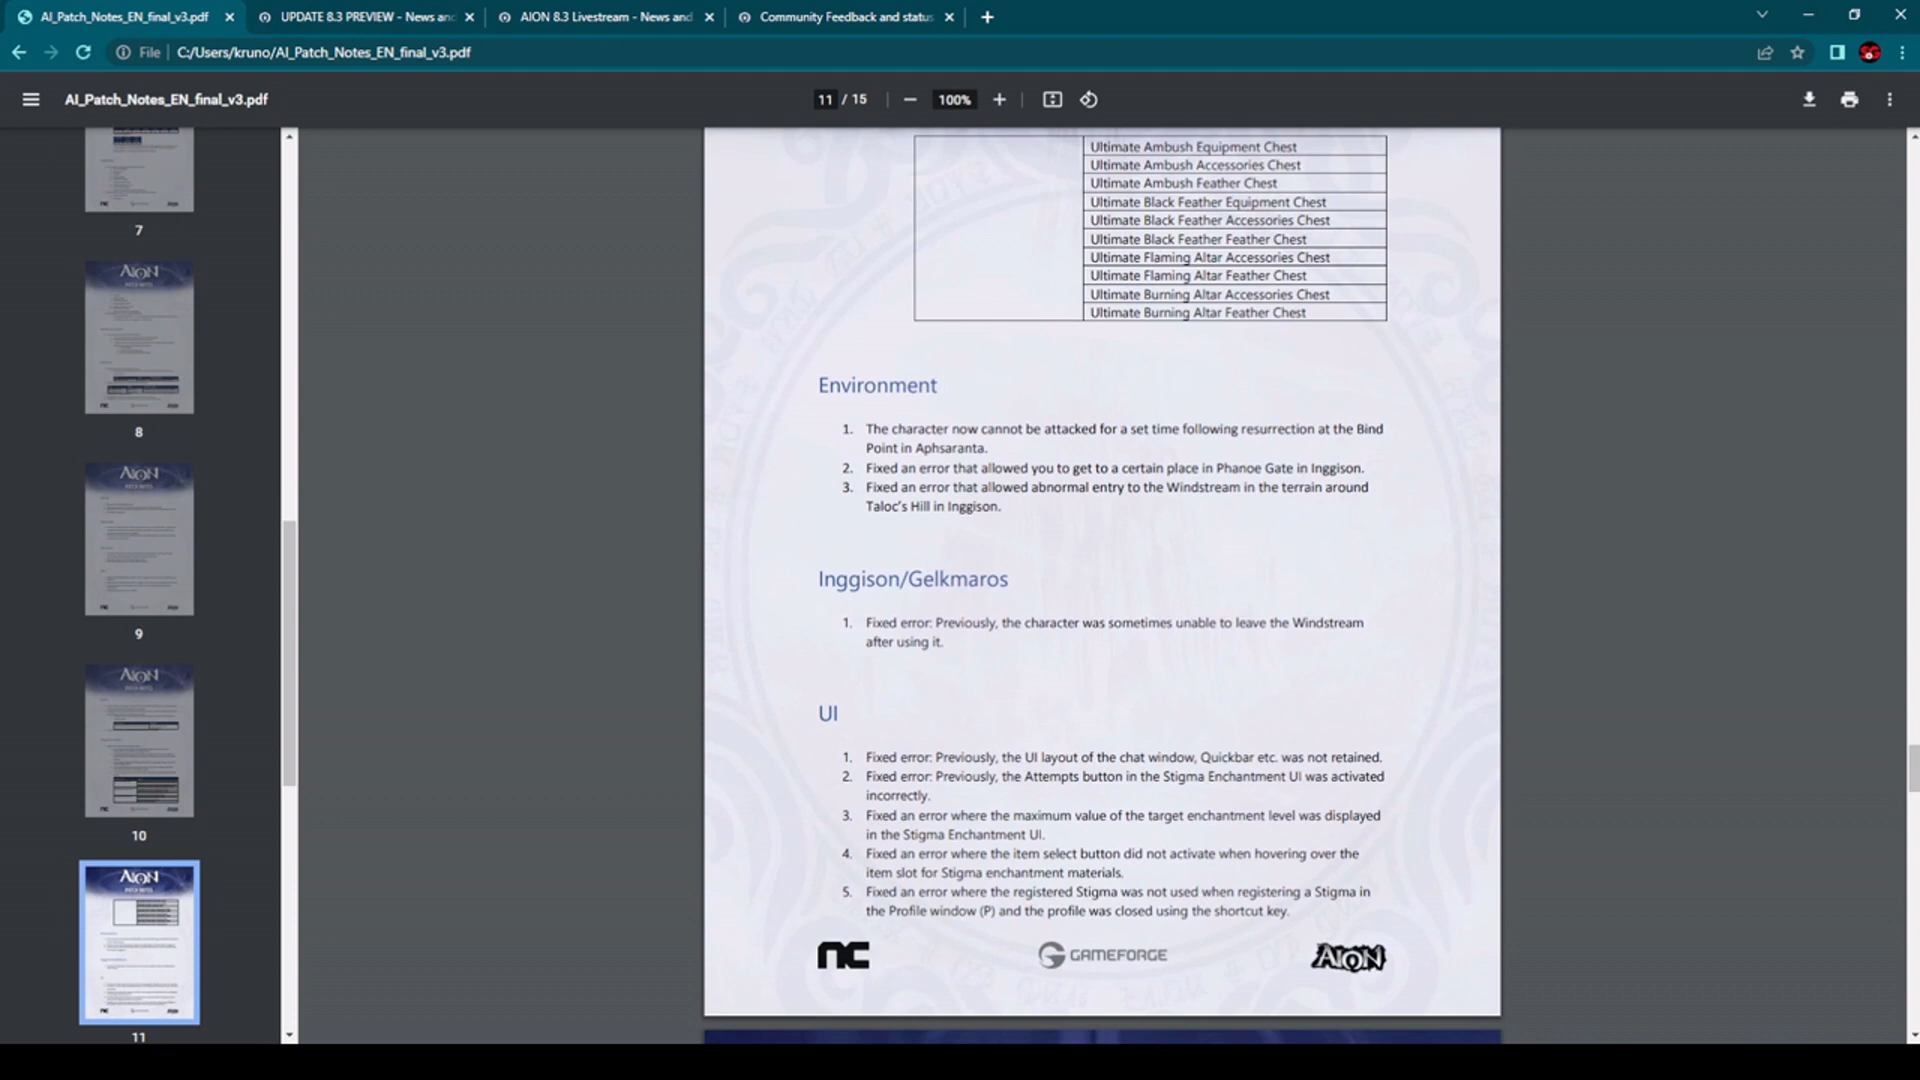 AI_Patch_Notes_EN_final_v3.pdf
UPDATE 8.3 PREVIEW - News and
AION 8.3 Livestream - News and
Community Feedback and status
File
C:/Users/kruno/AI_Patch_Notes_EN_final_v3.pdf
AI_Patch_Notes_EN_final_v3.pdf
11 / 15
100%
7
AION
8
AION
9
AION
10
AION
11
Ultimate Ambush Equipment Chest
Ultimate Ambush Accessories Chest
Ultimate Ambush Feather Chest
Ultimate Black Feather Equipment Chest
Ultimate Black Feather Accessories Chest
Ultimate Black Feather Feather Chest
Ultimate Flaming Altar Accessories Chest
Ultimate Flaming Altar Feather Chest
Ultimate Burning Altar Accessories Chest
Ultimate Burning Altar Feather Chest
Environment
1. The character now cannot be attacked for a set time following resurrection at the Bind
Point in Aphsaranta.
2. Fixed an error that allowed you to get to a certain place in Phanoe Gate in Inggison.
3. Fixed an error that allowed abnormal entry to the Windstream in the terrain around
Taloc's Hill in Inggison.
Inggison/Gelkmaros
1. Fixed error: Previously, the character was sometimes unable to leave the Windstream
after using it.
UI
1. Fixed error: Previously, the UI layout of the chat window, Quickbar etc. was not retained.
2. Fixed error: Previously, the Attempts button in the Stigma Enchantment UI was activated
incorrectly.
3. Fixed an error where the maximum value of the target enchantment level was displayed
in the Stigma Enchantment UI.
4. Fixed an error where the item select button did not activate when hovering over the
item slot for Stigma enchantment materials.
5. Fixed an error where the registered Stigma was not used when registering a Stigma in
the Profile window (P) and the profile was closed using the shortcut key.
NC
GAMEFORGE
AION